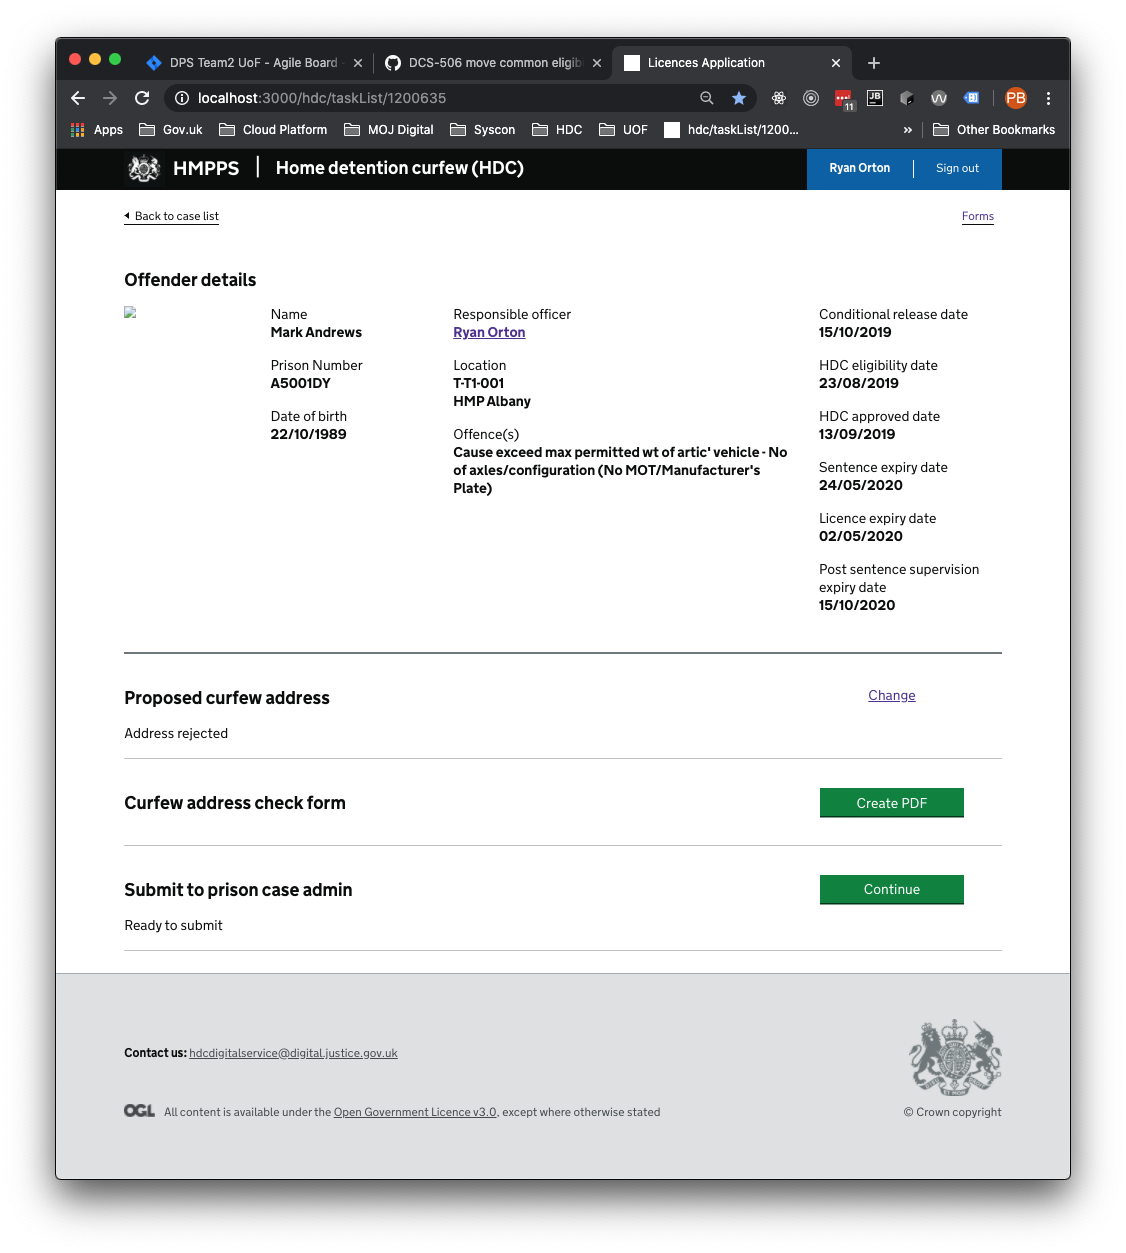 DPS Team2 UoF - Agile Board -
DCS-506 move common eligib
Licences Application
localhost:3000/hdc/taskList/1200635
11
JB
PB
Apps
Gov.uk
Cloud Platform
MOJ Digital
Syscon
HDC
UOF
hdc/taskList/1200...
»
Other Bookmarks
HMPPS
Home detention curfew (HDC)
Ryan Orton
Sign out
Back to case list
Forms
Offender details
Name
Mark Andrews
Prison Number
A5001DY
Date of birth
22/10/1989
Responsible officer
Ryan Orton
Location
T-T1-001
HMP Albany
Offence(s)
Cause exceed max permitted wt of artic' vehicle - No
of axles/configuration (No MOT/Manufacturer's
Plate)
Conditional release date
15/10/2019
HDC eligibility date
23/08/2019
HDC approved date
13/09/2019
Sentence expiry date
24/05/2020
Licence expiry date
02/05/2020
Post sentence supervision
expiry date
15/10/2020
Proposed curfew address
Change
Address rejected
Curfew address check form
Create PDF
Submit to prison case admin
Continue
Ready to submit
Contact us: hdcdigitalservice@digital.justice.gov.uk
OGL All content is available under the Open Government Licence v3.0, except where otherwise stated
© Crown copyright